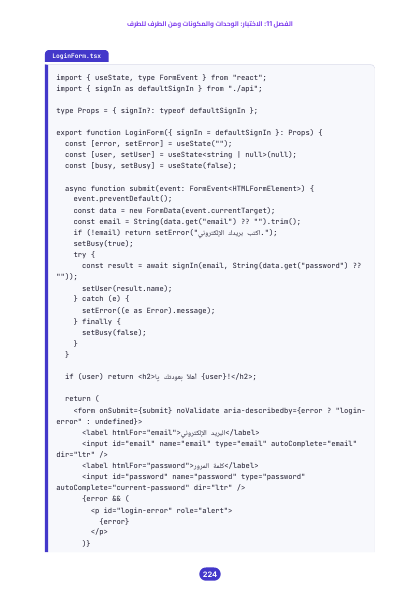 الفصل 11: الاختبار: الوحدات والمكونات ومن الطرف للطرف
LoginForm.tsx
import { useState, type FormEvent } from "react";
import { signIn as defaultSignIn } from "./api";
type Props = { signIn?: typeof defaultSignIn };
export function LoginForm({ signIn = defaultSignIn }: Props) {
  const [error, setError] = useState("");
  const [user, setUser] = useState<string | null>(null);
  const [busy, setBusy] = useState(false);
  async function submit(event: FormEvent<HTMLFormElement>) {
    event.preventDefault();
    const data = new FormData(event.currentTarget);
    const email = String(data.get("email") ?? "").trim();
    if (!email) return setError("اكتب بريدك الإلكتروني.");
    setBusy(true);
    try {
      const result = await signIn(email, String(data.get("password") ??
""));
      setUser(result.name);
    } catch (e) {
      setError((e as Error).message);
    } finally {
      setBusy(false);
    }
  }
  if (user) return <h2>أهلا بعودتك يا {user}!</h2>;
  return (
    <form onSubmit={submit} noValidate aria-describedby={error ? "login-
error" : undefined}>
      <label htmlFor="email">البريد الإلكتروني</label>
      <input id="email" name="email" type="email" autoComplete="email"
dir="ltr" />
      <label htmlFor="password">كلمة المرور</label>
      <input id="password" name="password" type="password"
autoComplete="current-password" dir="ltr" />
      {error && (
        <p id="login-error" role="alert">
          {error}
        </p>
      )}
224